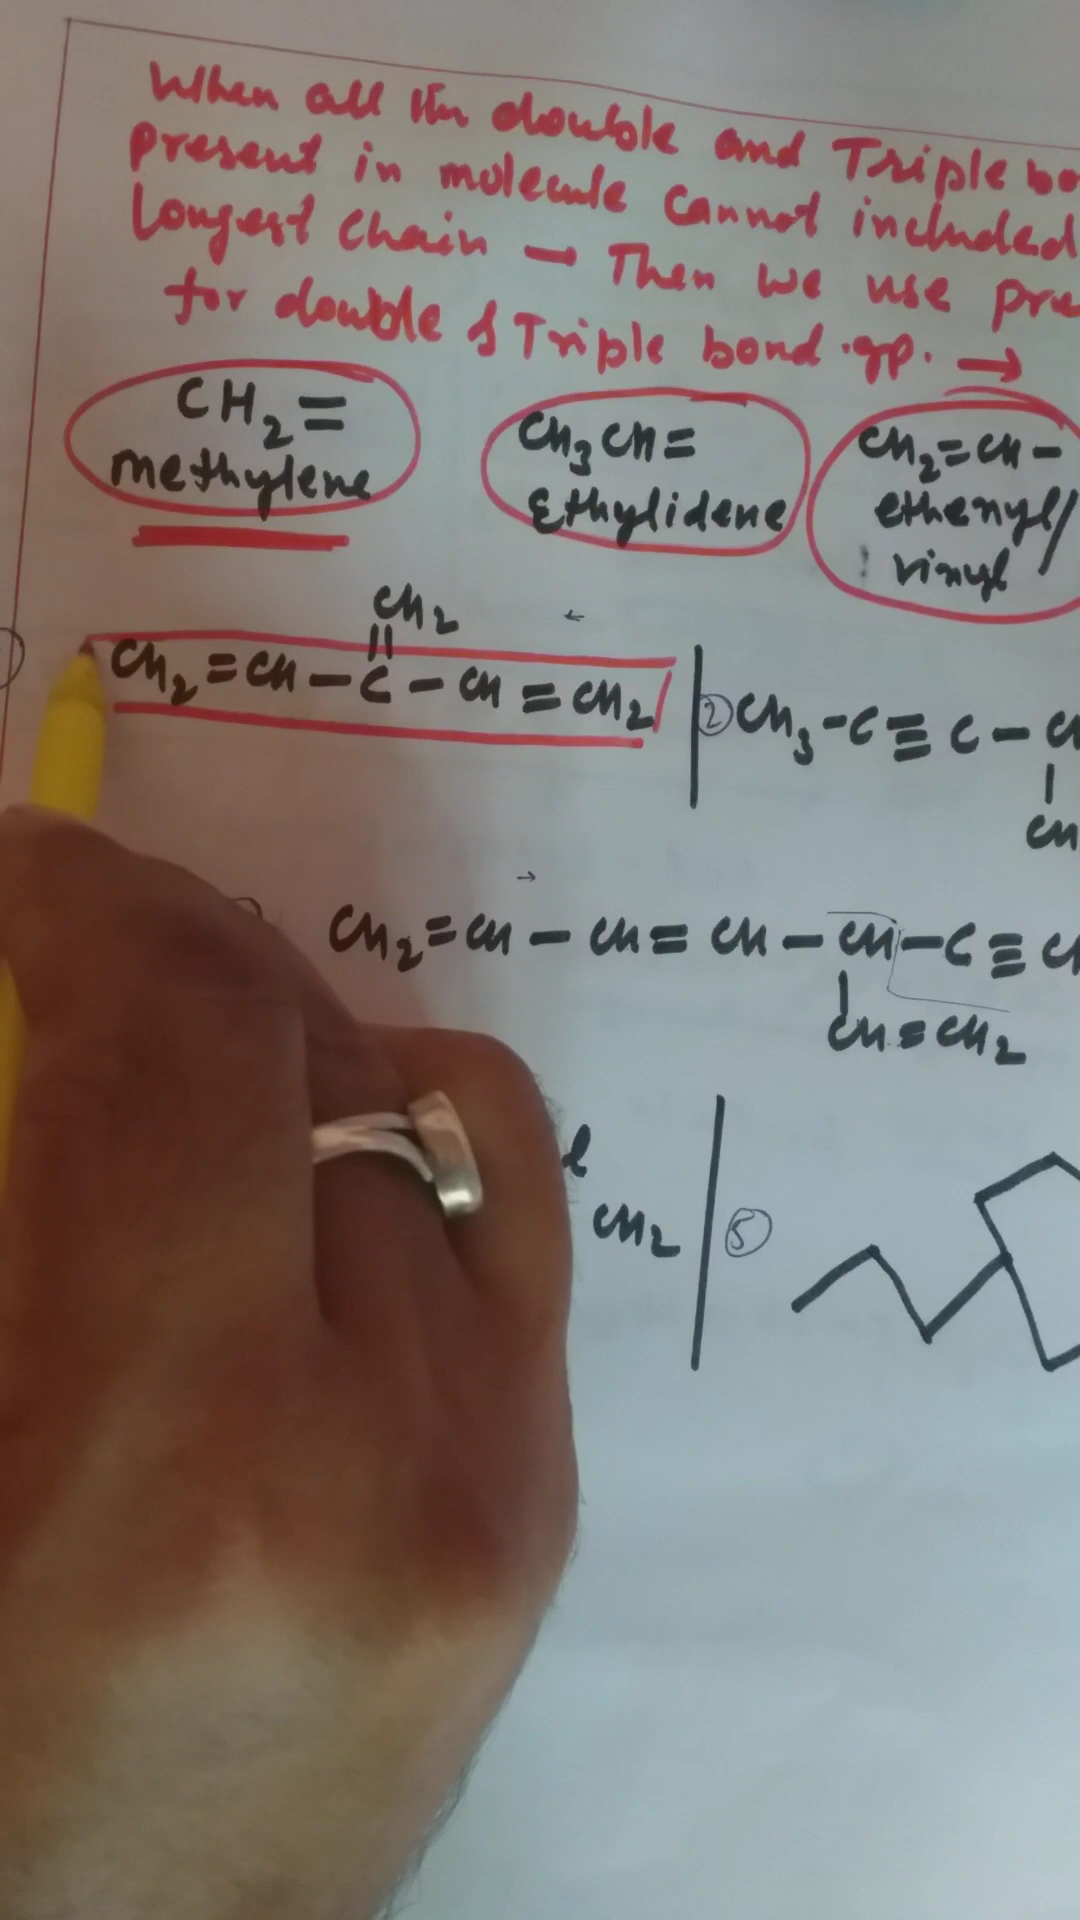 When all the double and Triple bo
present in molecule cannot included
Longest chain — Then we use pre
for double & Triple bond gp. →
CH2=
methylene
CH3CH=
Ethylidene
CH2=CH-
ethenyl/
vinyl
CH2
||
CH2=CH-C-CH=CH2
② CH3-C≡C-
→
CH2=CH-CH=CH-CH-C≡
|
CH=CH2
CH2
⑤